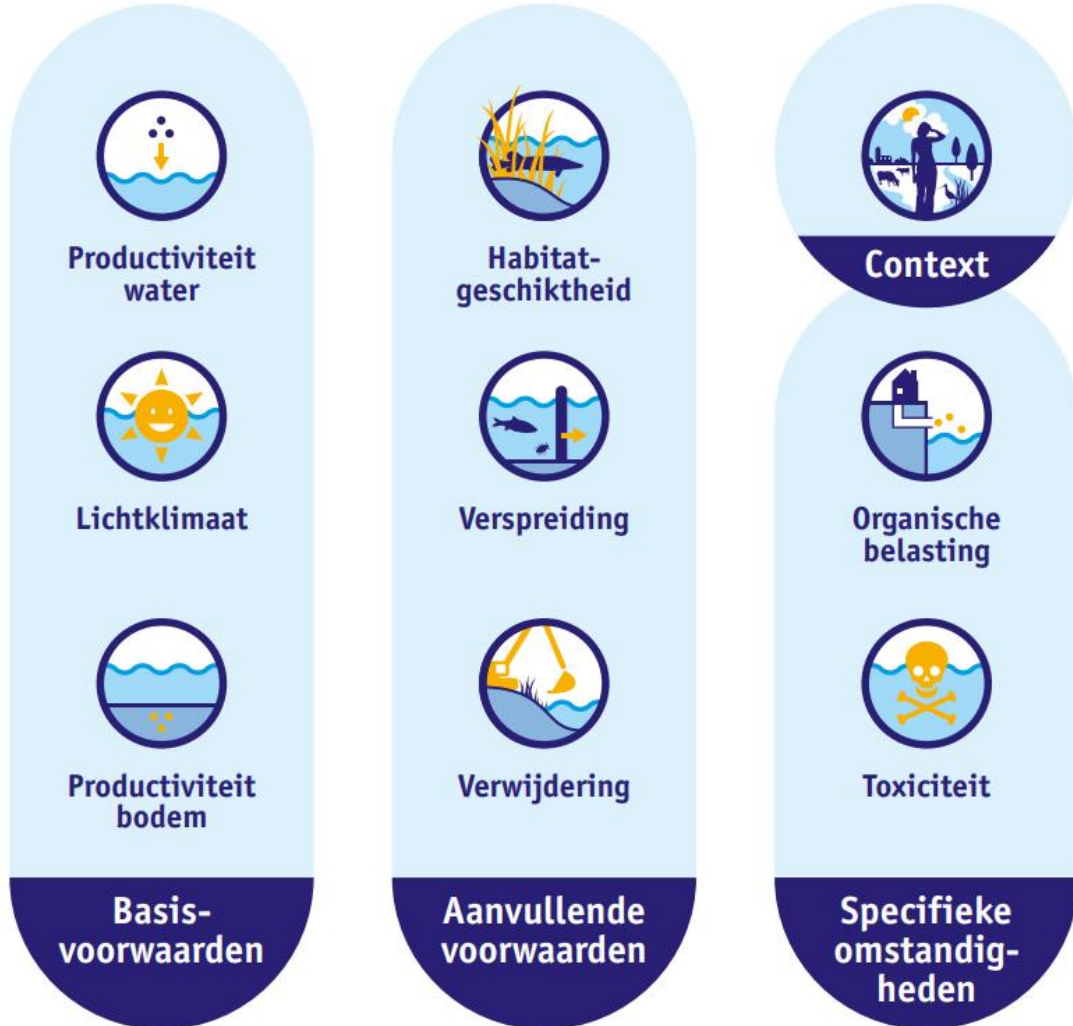 Productiviteit
water
Lichtklimaat
Productiviteit
bodem
Basis-
voorwaarden
Habitat-
geschiktheid
Verspreiding
Verwijdering
Aanvullende
voorwaarden
Context
Organische
belasting
Toxiciteit
Specifieke
omstandig-
heden